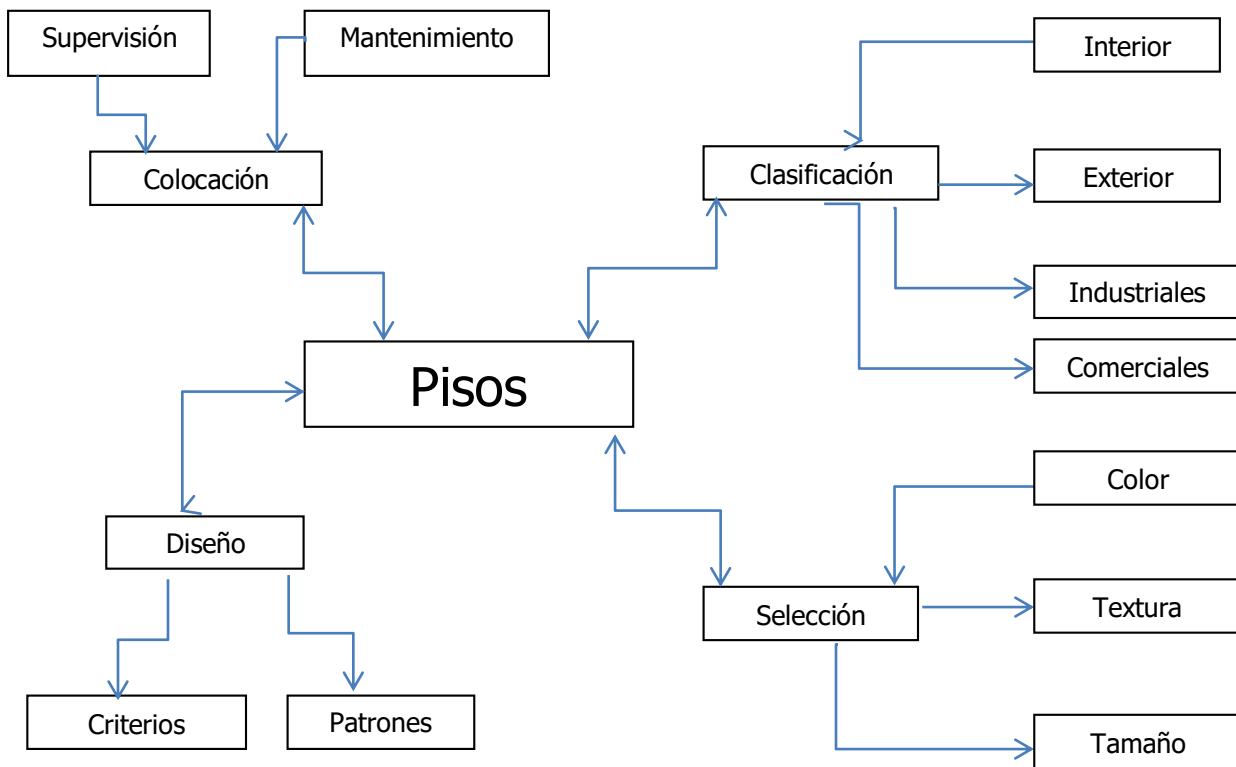 Supervisión
Mantenimiento
Interior
Colocación
Clasificación
Exterior
Industriales
Comerciales
Pisos
Color
Diseño
Selección
Textura
Criterios
Patrones
Tamaño